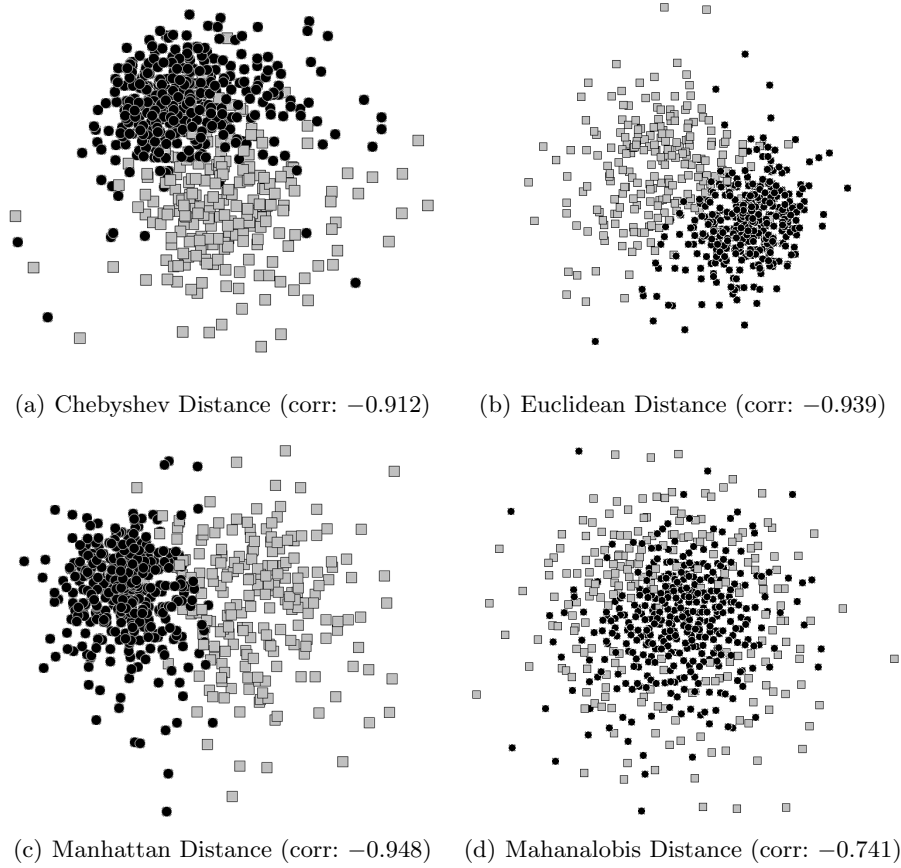 (a) Chebyshev Distance (corr: −0.912)
(b) Euclidean Distance (corr: −0.939)
(c) Manhattan Distance (corr: −0.948)
(d) Mahanalobis Distance (corr: −0.741)